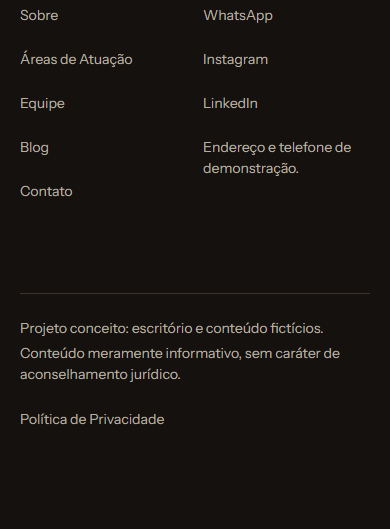 Sobre
Áreas de Atuação
Equipe
Blog
Contato
WhatsApp
Instagram
LinkedIn
Endereço e telefone de
demonstração.
Projeto conceito: escritório e conteúdo fictícios.
Conteúdo meramente informativo, sem caráter de
aconselhamento jurídico.
Política de Privacidade